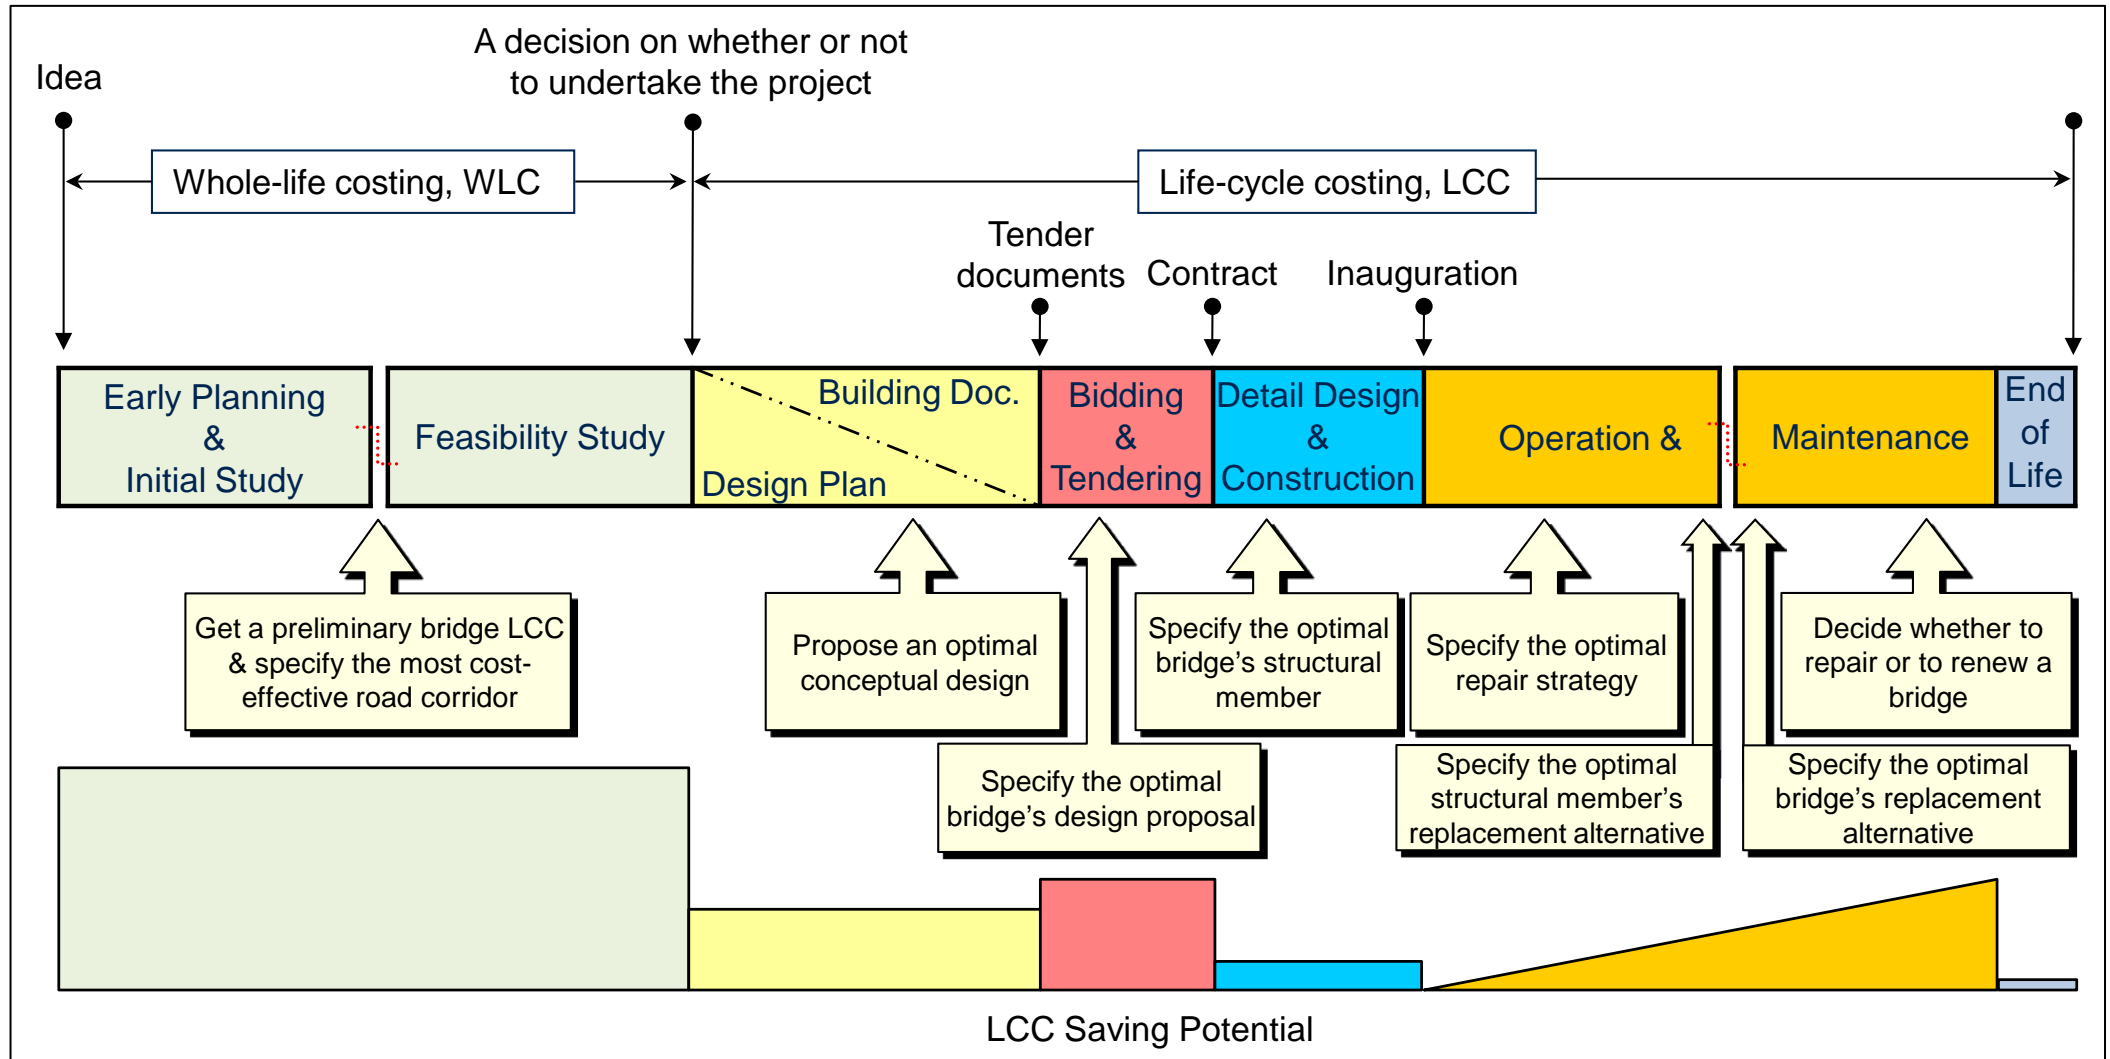 A decision on whether or not
to undertake the project
Idea
Whole-life costing, WLC
Life-cycle costing, LCC
Tender
documents
Contract
Inauguration
Early Planning
&
Initial Study
Feasibility Study
Building Doc.
Design Plan
Bidding
&
Tendering
Detail Design
&
Construction
Operation &
Maintenance
End
of
Life
Get a preliminary bridge LCC
& specify the most cost-
effective road corridor
Propose an optimal
conceptual design
Specify the optimal
bridge’s design proposal
Specify the optimal
bridge’s structural
member
Specify the optimal
repair strategy
Specify the optimal
structural member’s
replacement alternative
Decide whether to
repair or to renew a
bridge
Specify the optimal
bridge’s replacement
alternative
LCC Saving Potential